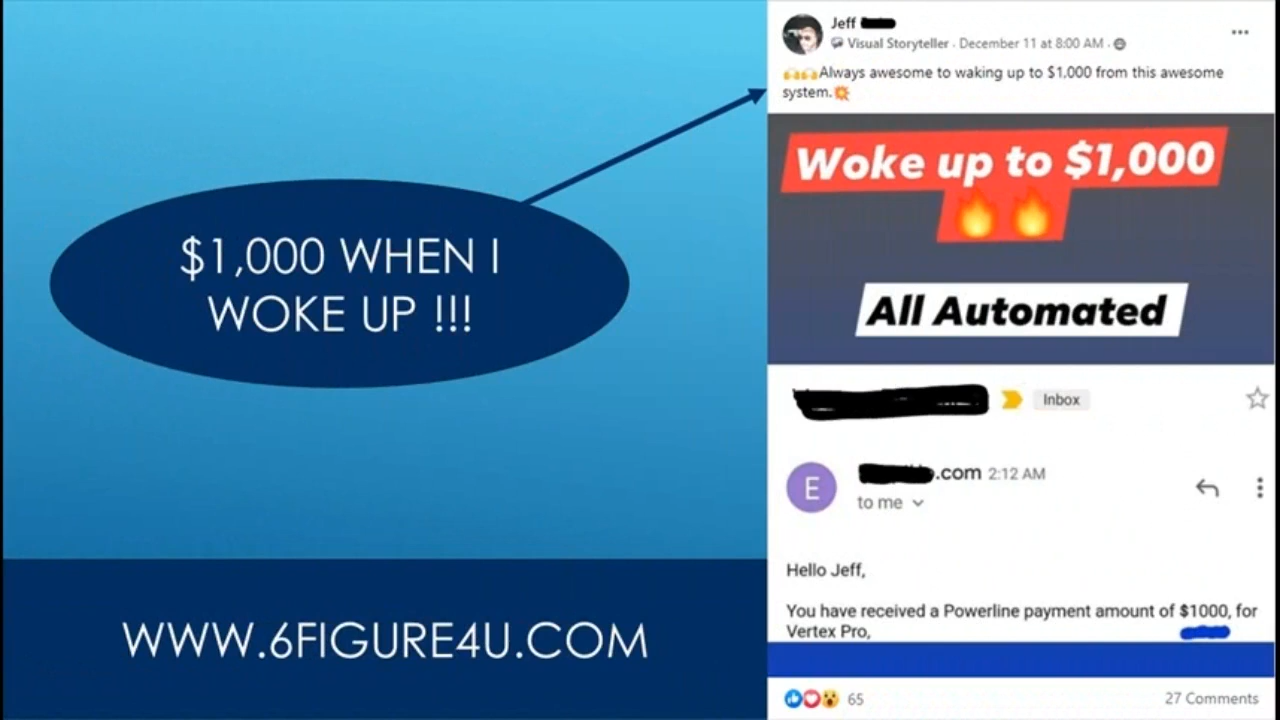 $1,000 WHEN I
WOKE UP !!!
WWW.6FIGURE4U.COM
Jeff
Visual Storyteller · December 11 at 8:00 AM ·
🙌🙌Always awesome to waking up to $1,000 from this awesome
system.💥
Woke up to $1,000
🔥🔥
All Automated
Inbox
E
.com 2:12 AM
to me
Hello Jeff,
You have received a Powerline payment amount of $1000, for
Vertex Pro,
65
27 Comments